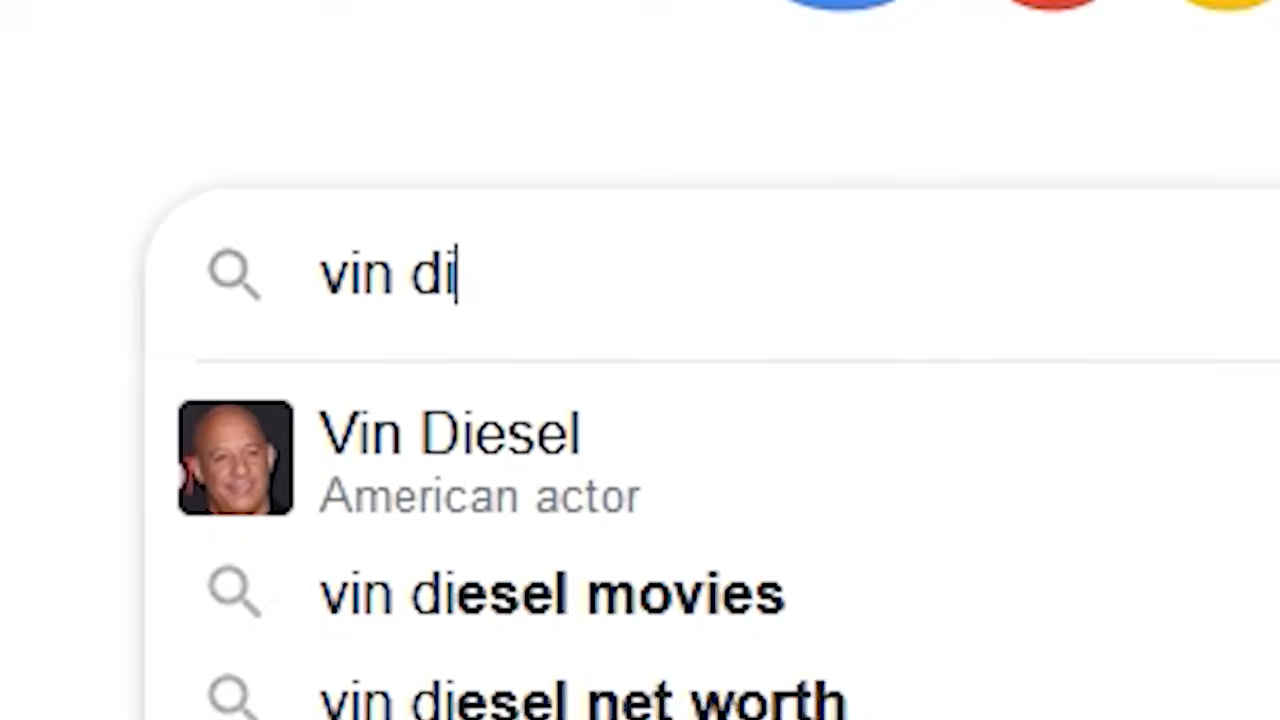 vin di
Vin Diesel
American actor
vin diesel movies
vin diesel net worth